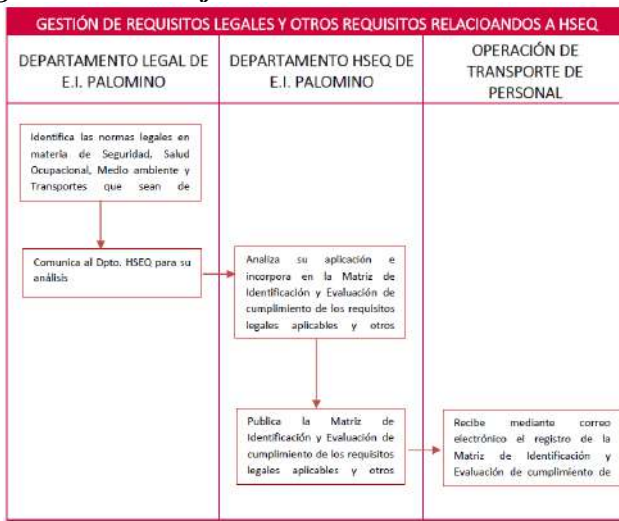 GESTIÓN DE REQUISITOS LEGALES Y OTROS REQUISITOS RELACIOANDOS A HSEQ
DEPARTAMENTO LEGAL DE
E.I. PALOMINO
DEPARTAMENTO HSEQ DE
E.I. PALOMINO
OPERACIÓN DE
TRANSPORTE DE
PERSONAL
Identifica las normas legales en
materia de Seguridad, Salud
Ocupacional, Medio ambiente y
Transportes que sean de
Comunica al Dpto. HSEQ para su
análisis
Analiza su aplicación e
incorpora en la Matriz de
Identificación y Evaluación de
cumplimiento de los requisitos
legales aplicables y otros
Publica la Matriz de
Identificación y Evaluación de
cumplimiento de los requisitos
legales aplicables y otros
Recibe mediante correo
electrónico el registro de la
Matriz de Identificación y
Evaluación de cumplimiento de